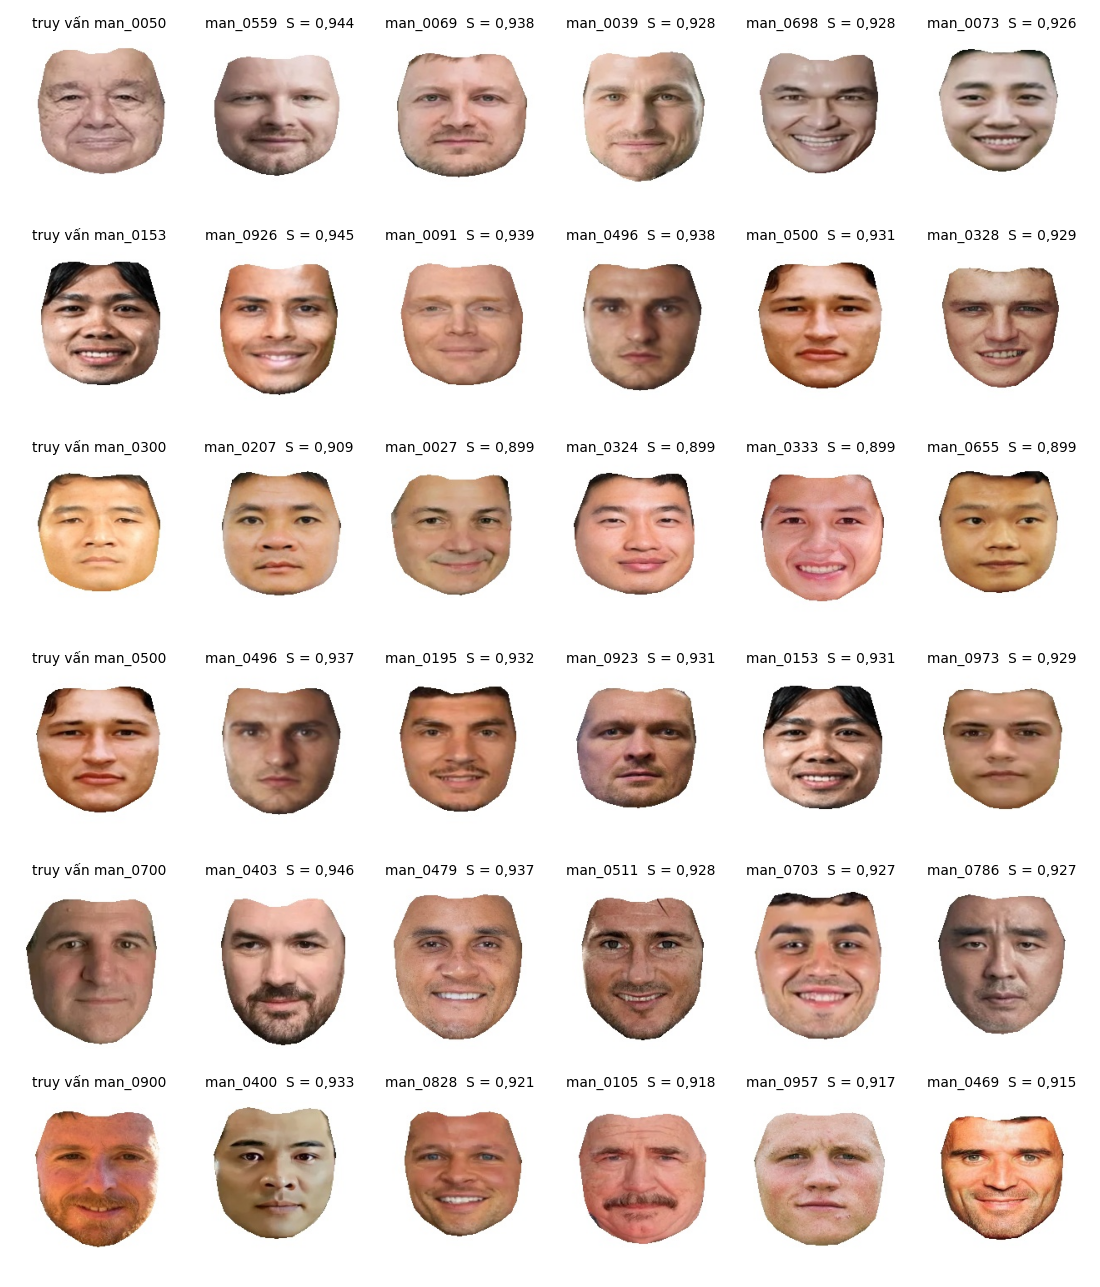 truy vấn man_0050 man_0559 S = 0,944 man_0069 S = 0,938 man_0039 S = 0,928 man_0698 S = 0,928 man_0073 S = 0,926
truy vấn man_0153 man_0926 S = 0,945 man_0091 S = 0,939 man_0496 S = 0,938 man_0500 S = 0,931 man_0328 S = 0,929
truy vấn man_0300 man_0207 S = 0,909 man_0027 S = 0,899 man_0324 S = 0,899 man_0333 S = 0,899 man_0655 S = 0,899
truy vấn man_0500 man_0496 S = 0,937 man_0195 S = 0,932 man_0923 S = 0,931 man_0153 S = 0,931 man_0973 S = 0,929
truy vấn man_0700 man_0403 S = 0,946 man_0479 S = 0,937 man_0511 S = 0,928 man_0703 S = 0,927 man_0786 S = 0,927
truy vấn man_0900 man_0400 S = 0,933 man_0828 S = 0,921 man_0105 S = 0,918 man_0957 S = 0,917 man_0469 S = 0,915